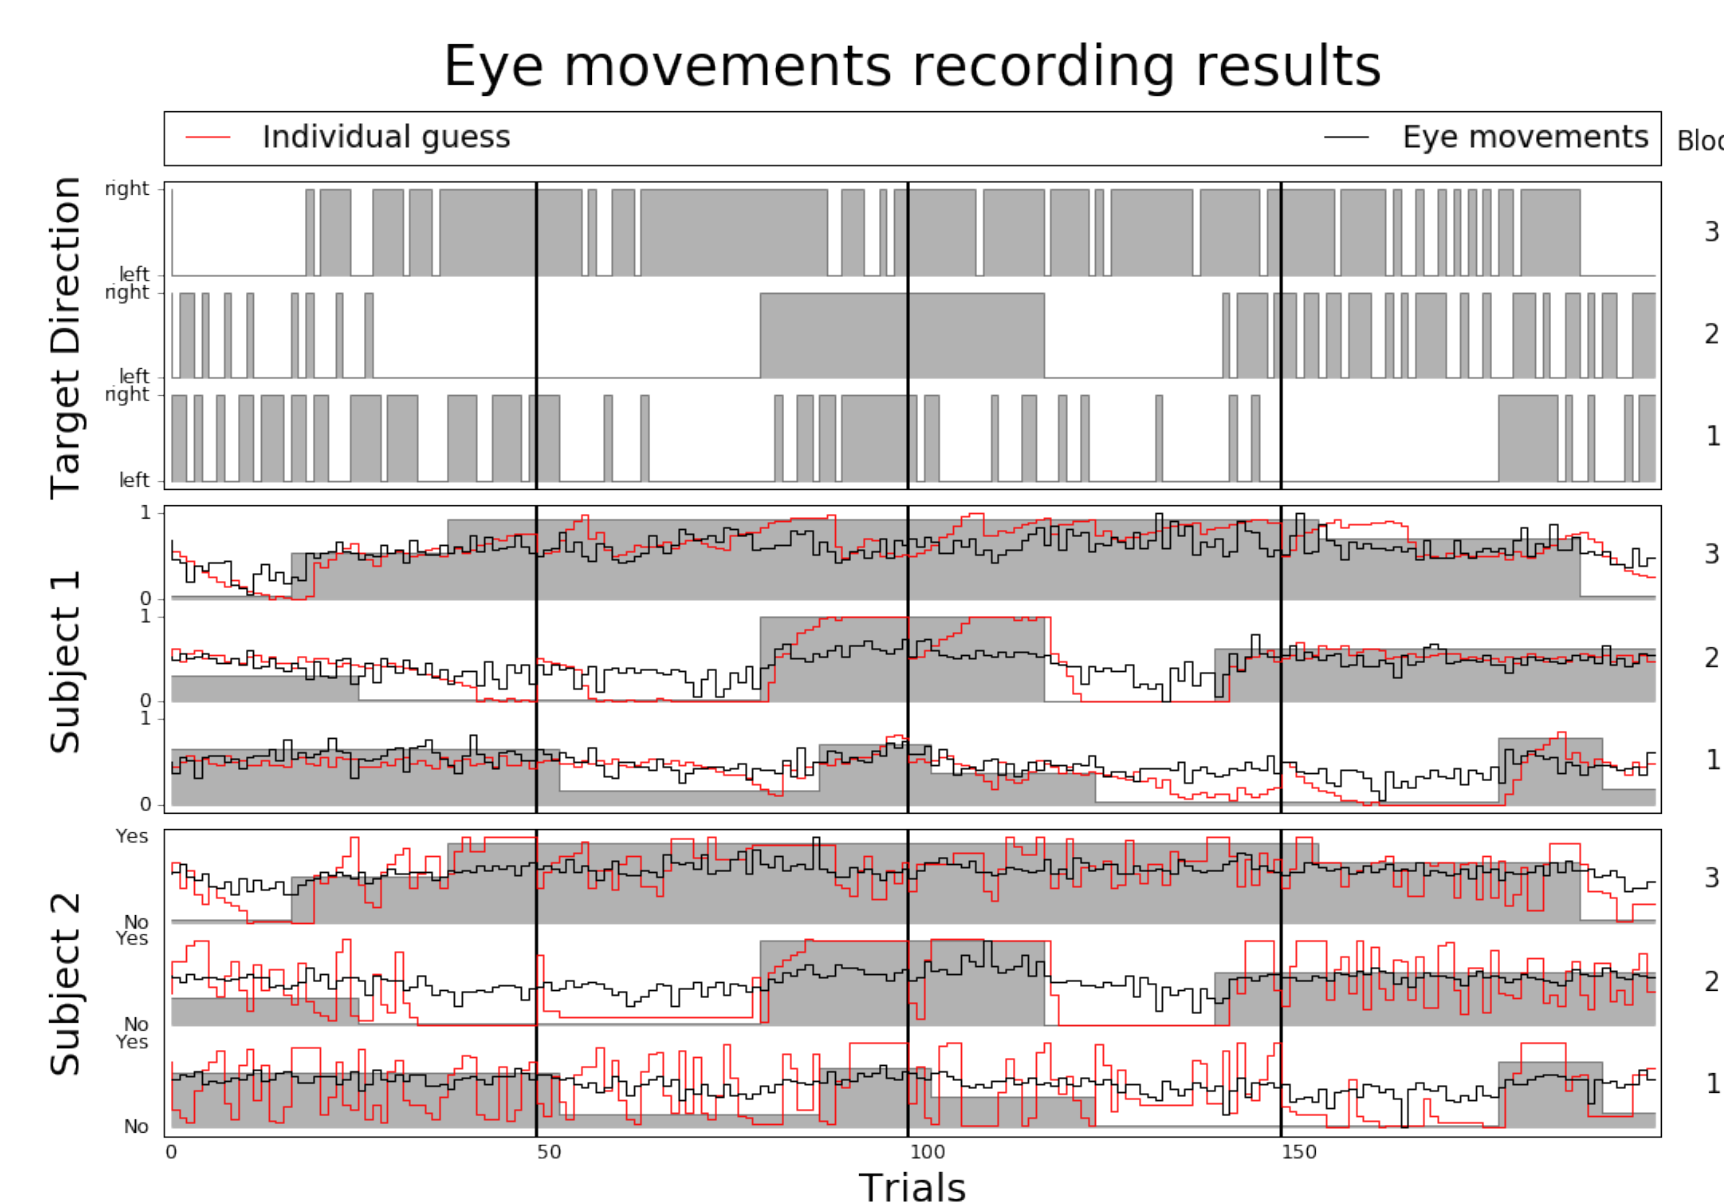 Eye movements recording results
Individual guess
Eye movements
Target Direction
right
left
3
right
left
2
right
left
1
Subject 1
1
0
3
1
0
2
1
0
1
Subject 2
Yes
No
3
Yes
No
2
Yes
No
1
0 50 100 150
Trials